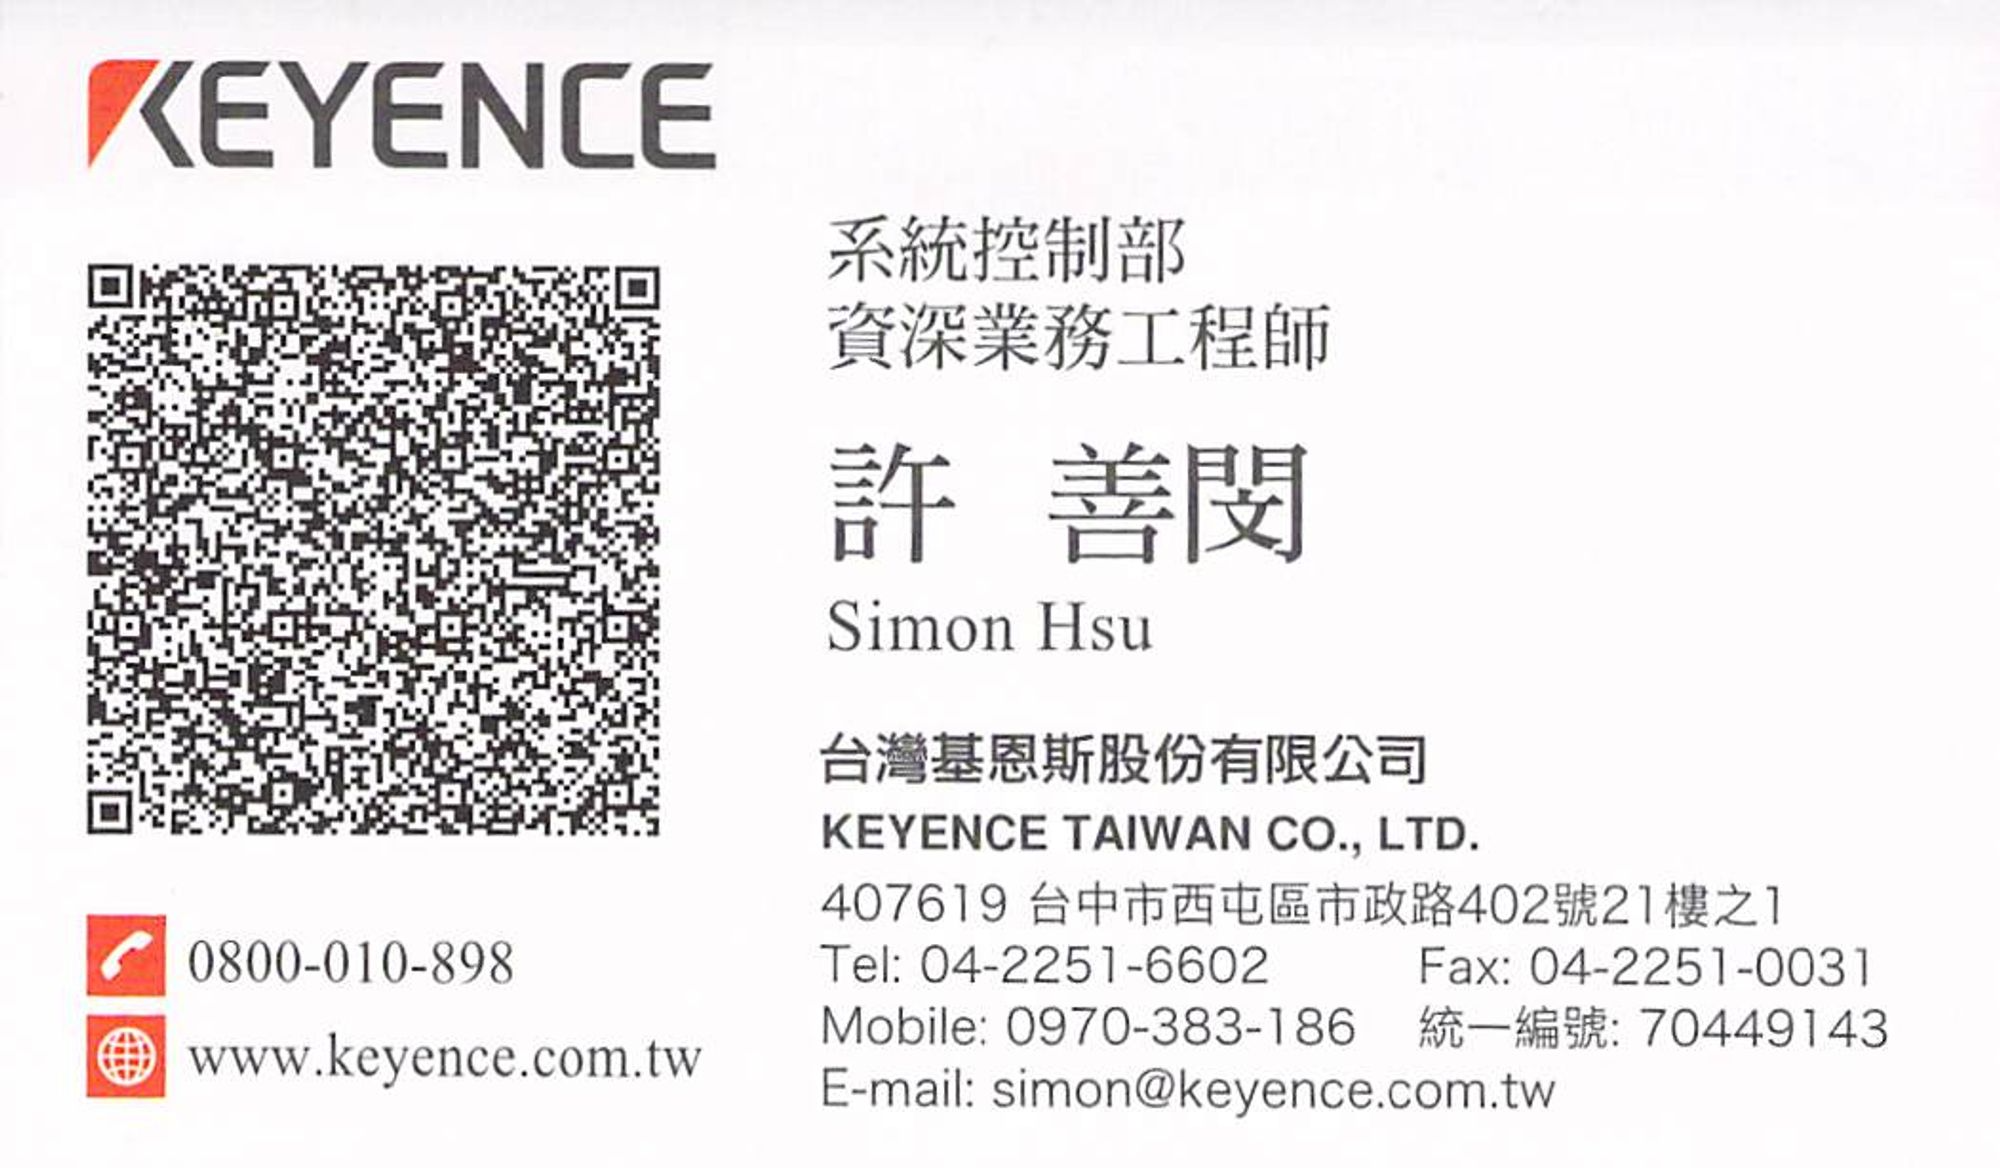 KEYENCE
系統控制部
資深業務工程師
許 善閔
Simon Hsu
台灣基恩斯股份有限公司
KEYENCE TAIWAN CO., LTD.
407619 台中市西屯區市政路402號21樓之1
Tel: 04-2251-6602 Fax: 04-2251-0031
Mobile: 0970-383-186 統一編號: 70449143
E-mail: simon@keyence.com.tw
0800-010-898
www.keyence.com.tw